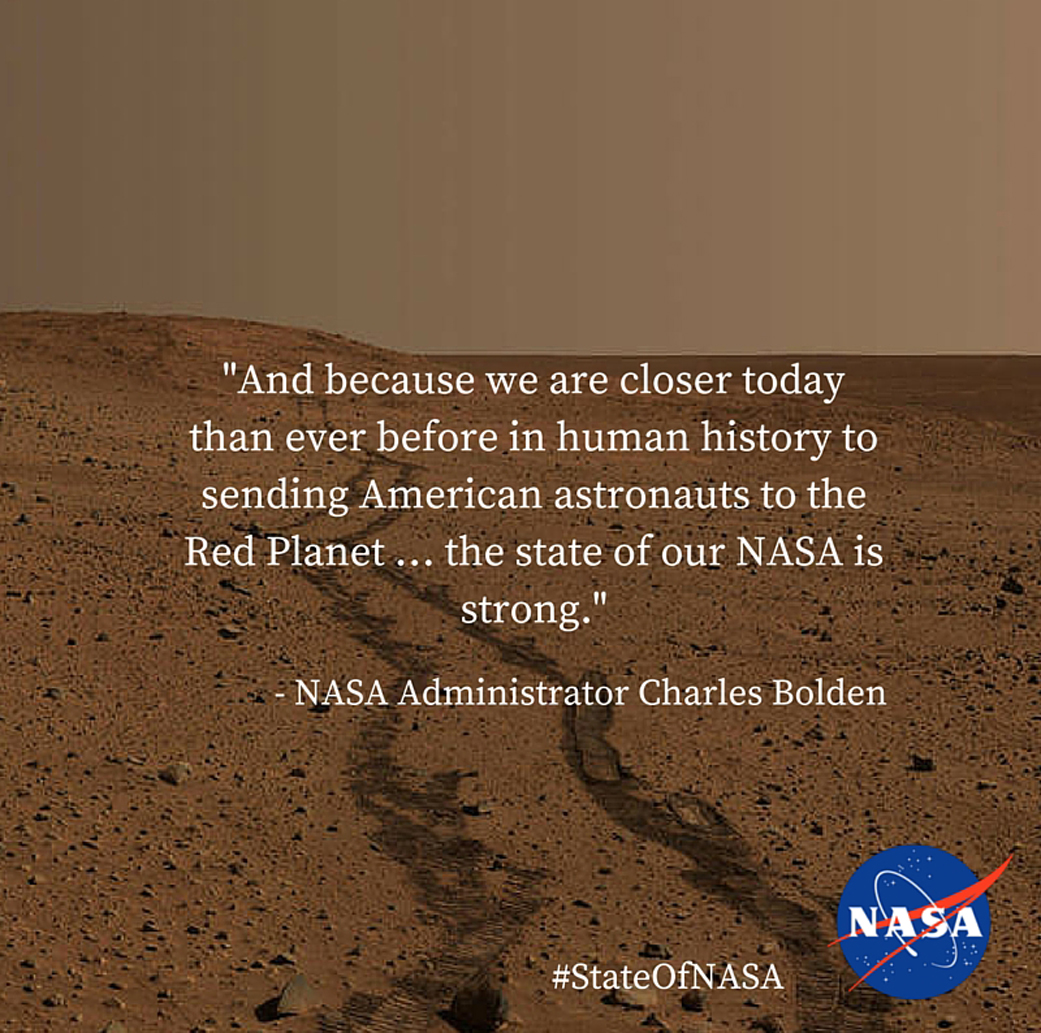 "And because we are closer today
than ever before in human history to
sending American astronauts to the
Red Planet ... the state of our NASA is
strong."
- NASA Administrator Charles Bolden
NASA
#StateOfNASA